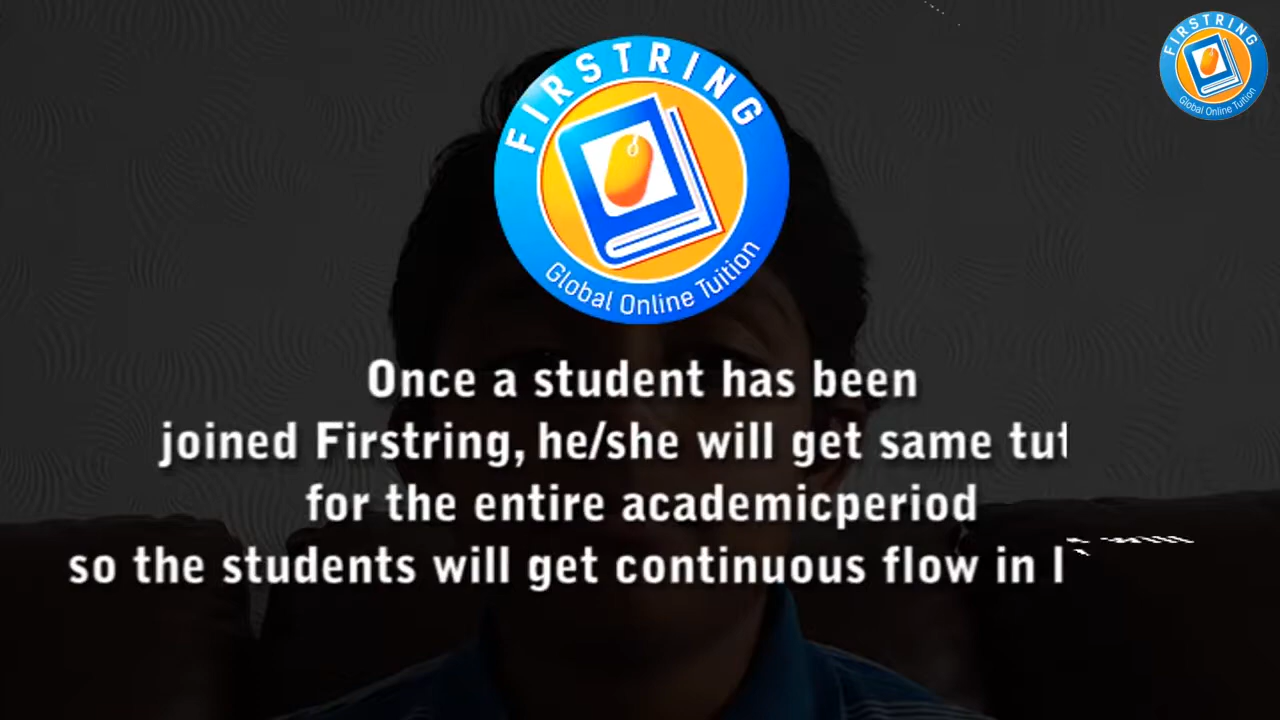 FIRSTRING
Global Online Tuition
FIRSTRING
Global Online Tuition
Once a student has been
joined Firstring, he/she will get same
for the entire academicperiod
so the students will get continuous flow in